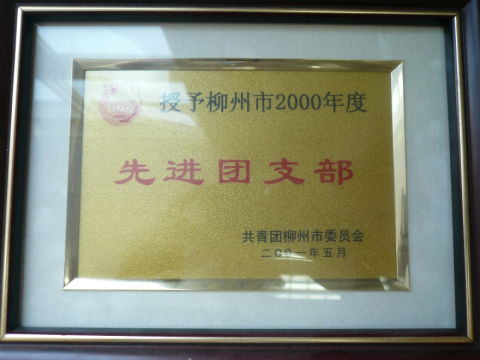 授予柳州市2000年度
先进团支部
共青团柳州市委员会
二〇〇一年五月